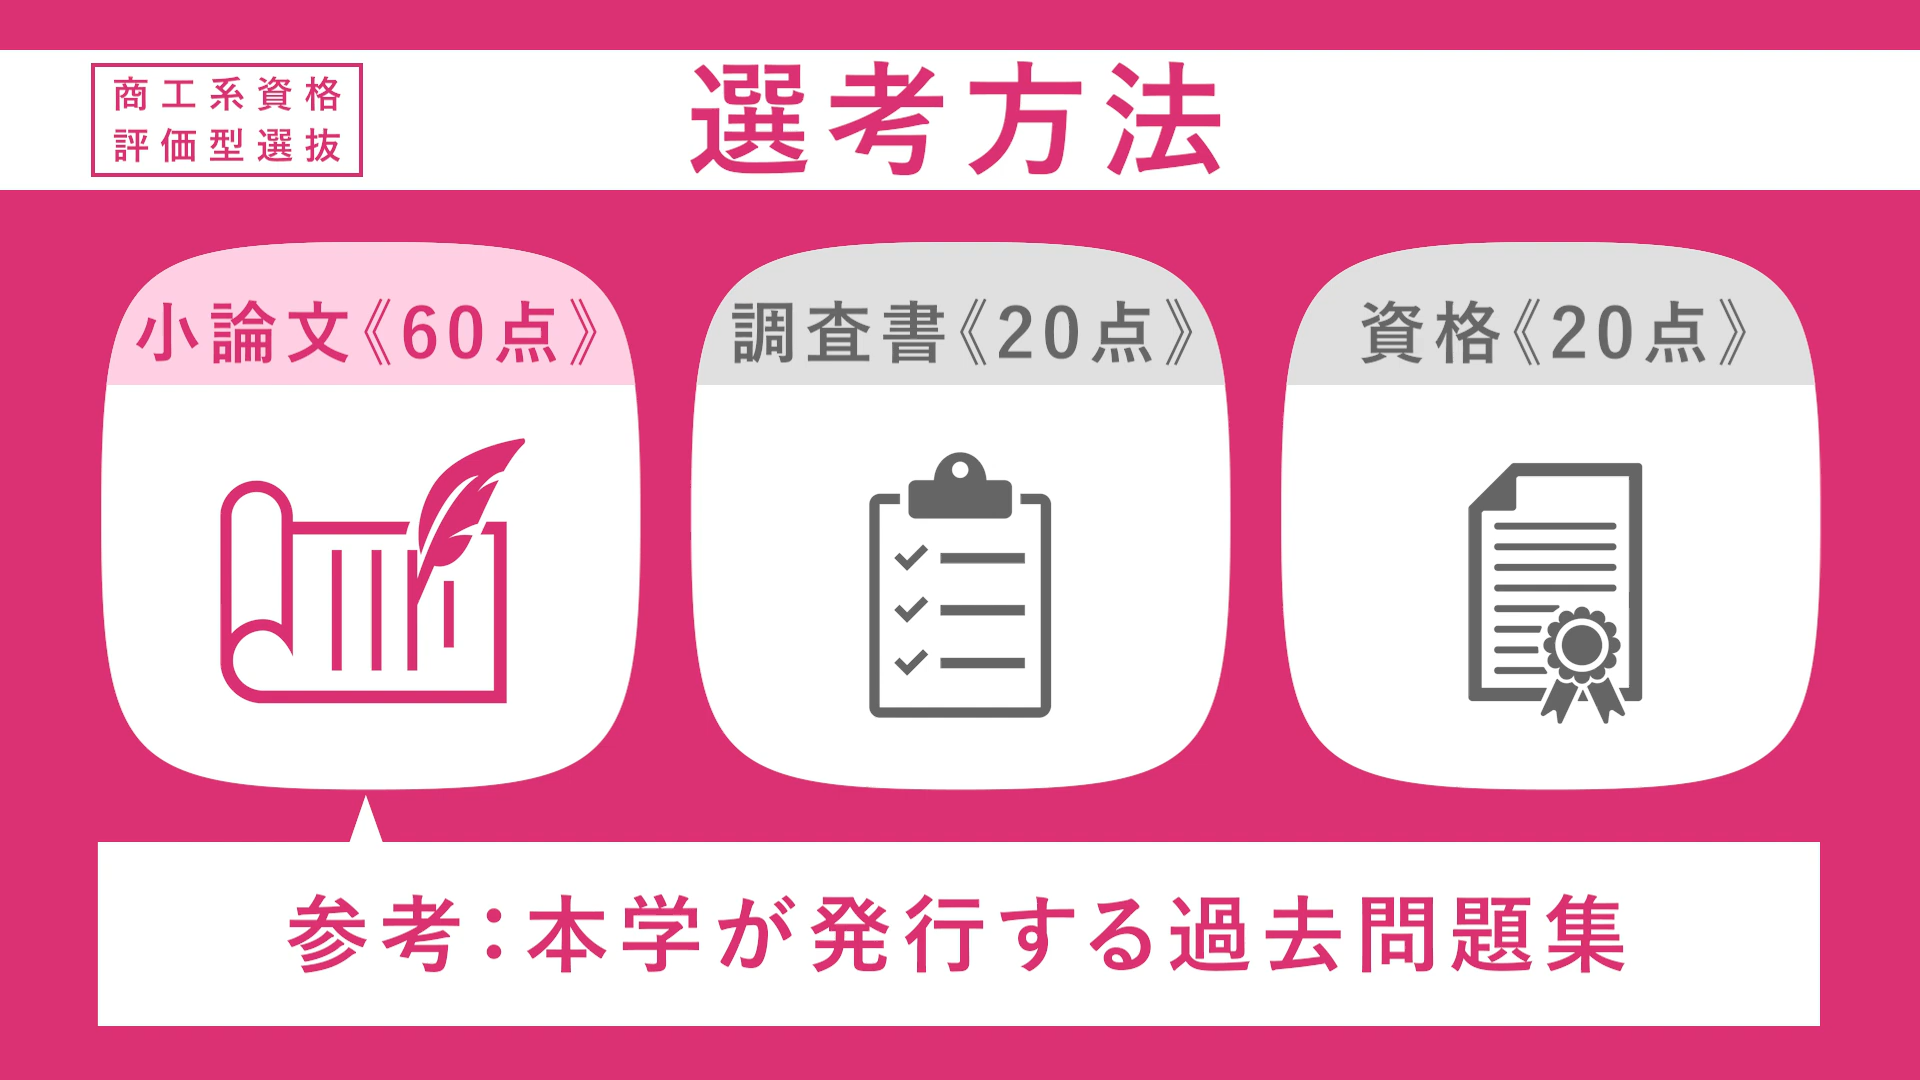 商工系資格
評価型選抜
選考方法
小論文《60点》
調査書《20点》
資格《20点》
参考：本学が発行する過去問題集